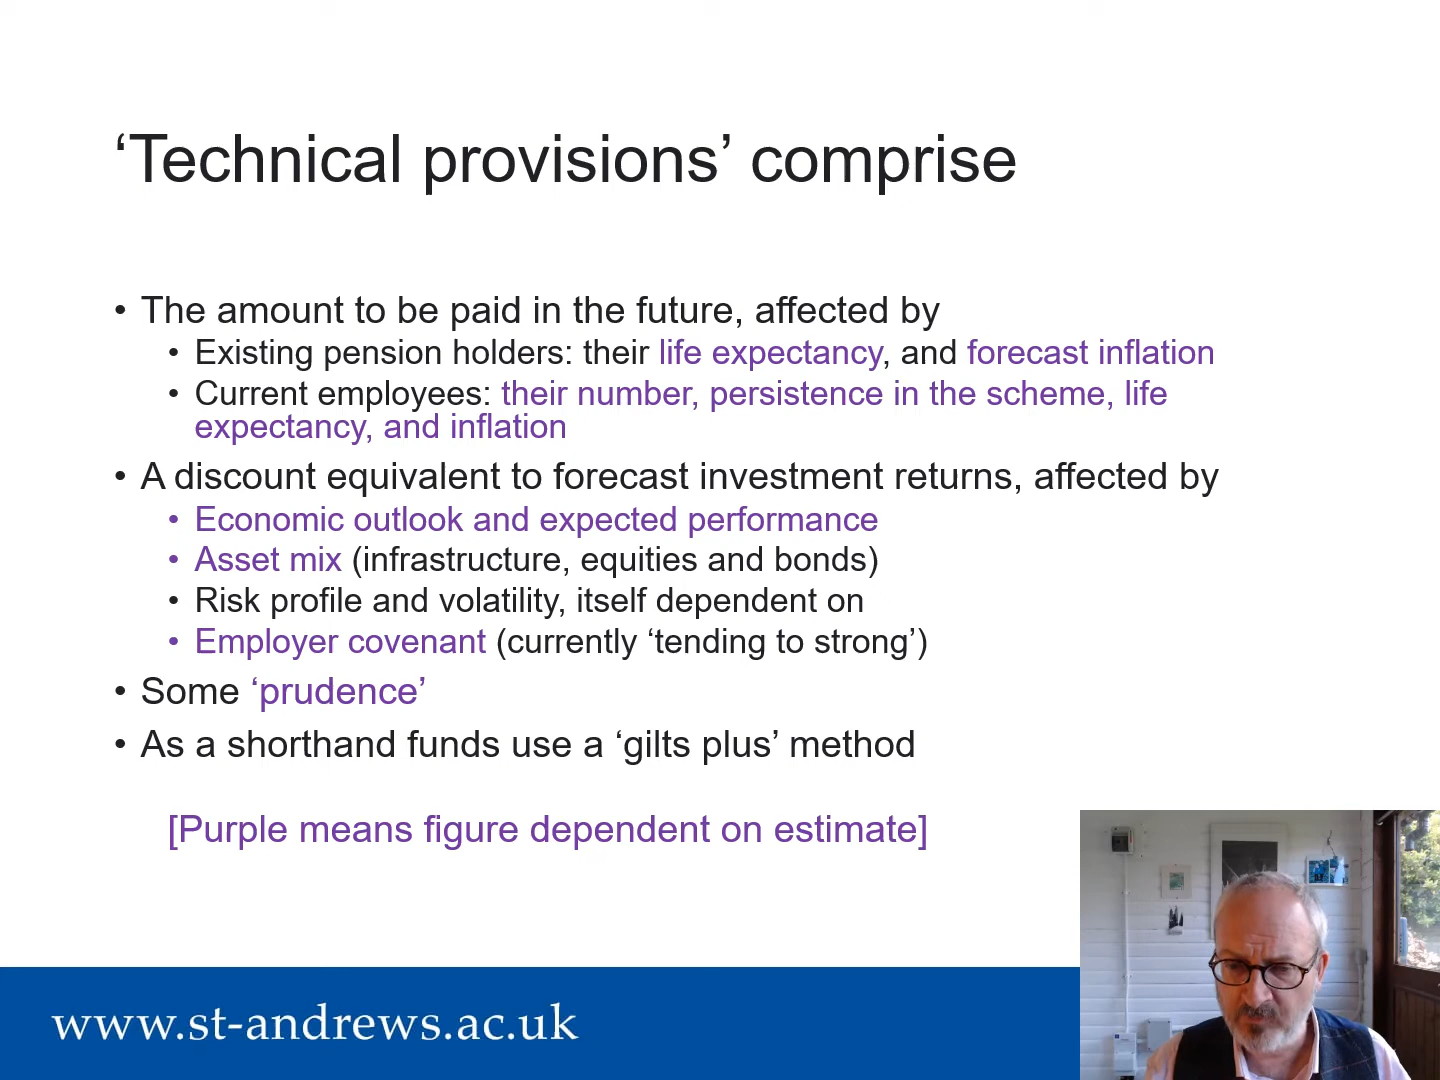 ‘Technical provisions’ comprise
• The amount to be paid in the future, affected by
• Existing pension holders: their life expectancy, and forecast inflation
• Current employees: their number, persistence in the scheme, life
expectancy, and inflation
• A discount equivalent to forecast investment returns, affected by
• Economic outlook and expected performance
• Asset mix (infrastructure, equities and bonds)
• Risk profile and volatility, itself dependent on
• Employer covenant (currently ‘tending to strong’)
• Some ‘prudence’
• As a shorthand funds use a ‘gilts plus’ method
[Purple means figure dependent on estimate]
www.st-andrews.ac.uk